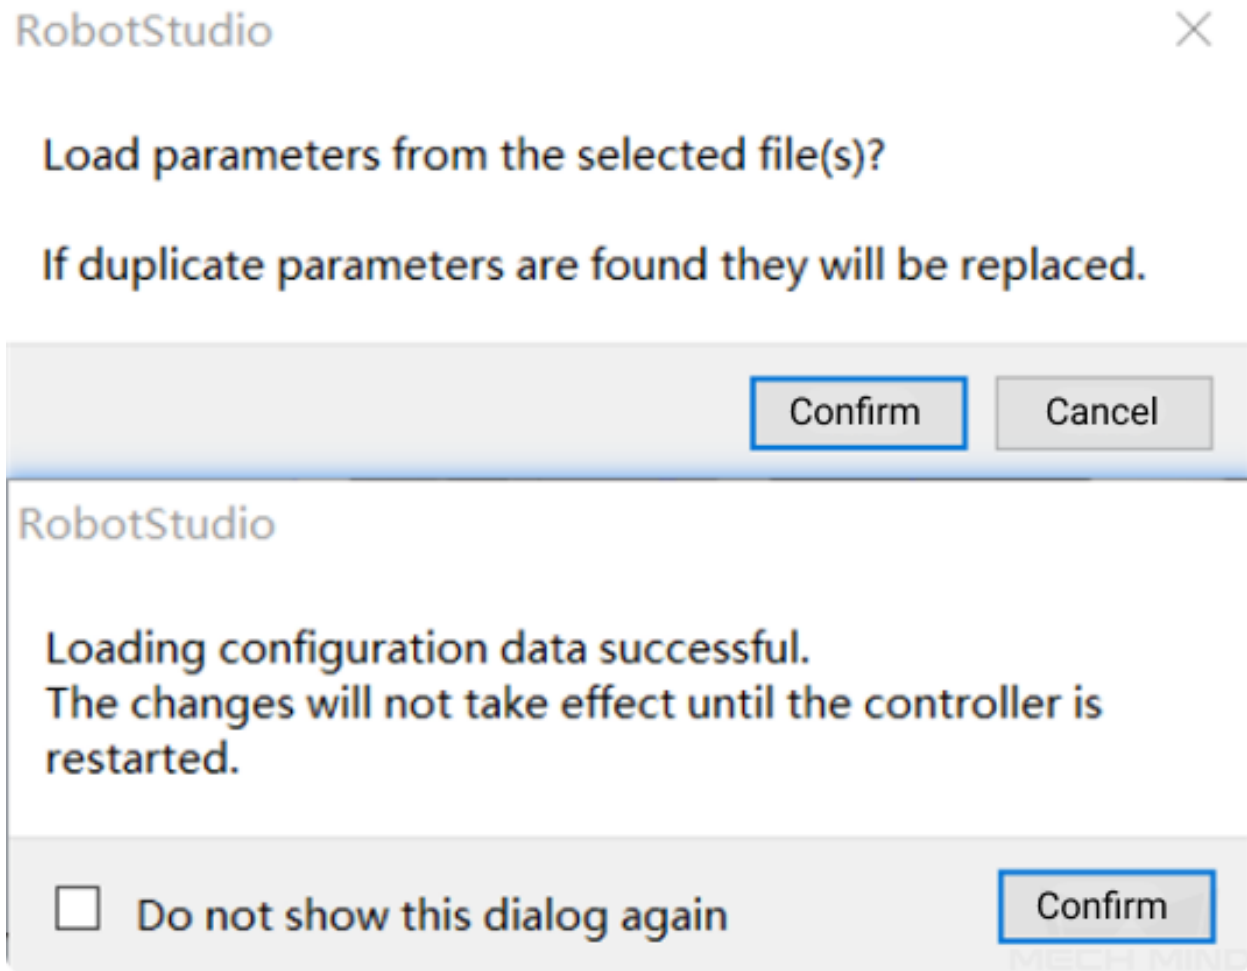 RobotStudio
Load parameters from the selected file(s)?
If duplicate parameters are found they will be replaced.
Confirm Cancel
RobotStudio
Loading configuration data successful.
The changes will not take effect until the controller is
restarted.
Do not show this dialog again Confirm
MECH MIND